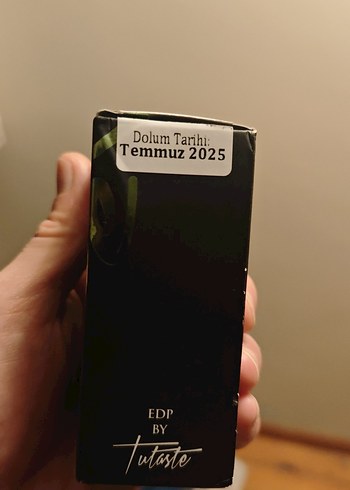 Dolum Tarihi:
Temmuz 2025
EDP
BY
Tutaste